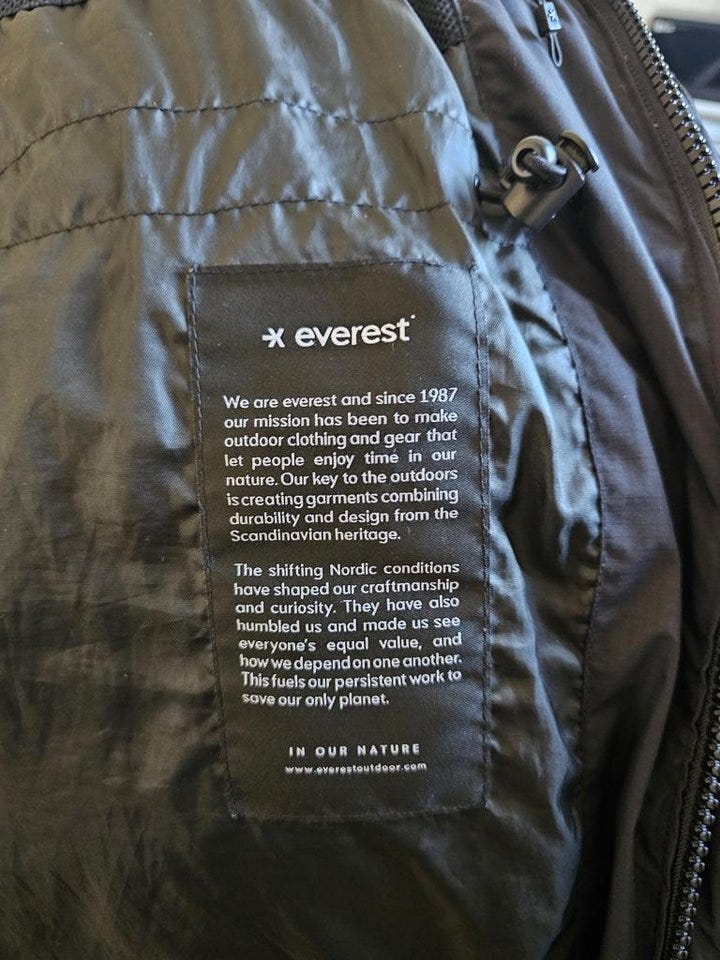 everest
We are everest and since 1987
our mission has been to make
outdoor clothing and gear that
let people enjoy time in our
nature. Our key to the outdoors
is creating garments combining
durability and design from the
Scandinavian heritage.
The shifting Nordic conditions
have shaped our craftmanship
and curiosity. They have also
humbled us and made us see
everyone's equal value, and
how we depend on one another.
This fuels our persistent work to
save our only planet.
IN OUR NATURE
www.everestoutdoor.com